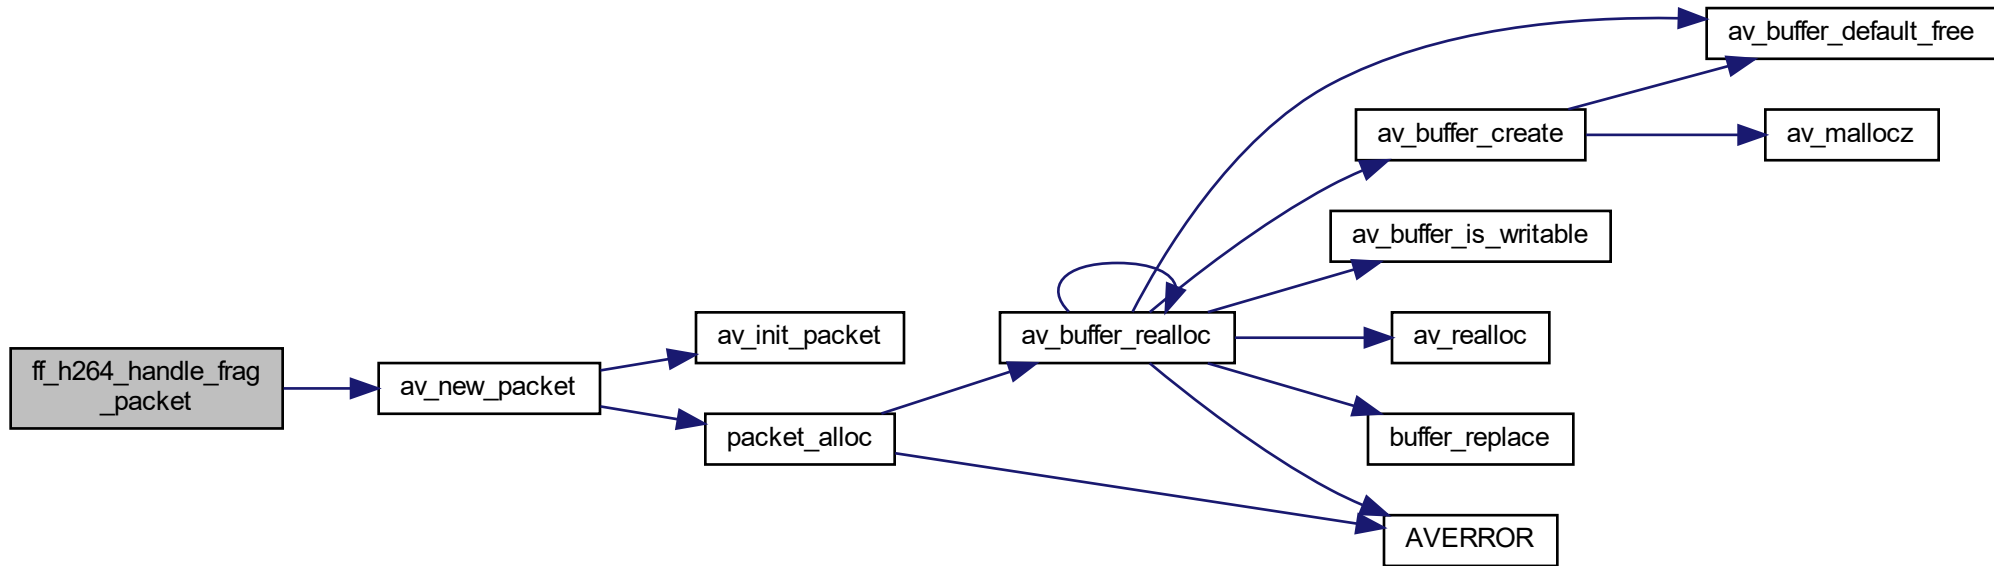 av_buffer_default_free
av_buffer_create
av_mallocz
av_buffer_is_writable
av_init_packet
av_buffer_realloc
av_realloc
ff_h264_handle_frag
_packet
av_new_packet
packet_alloc
buffer_replace
AVERROR